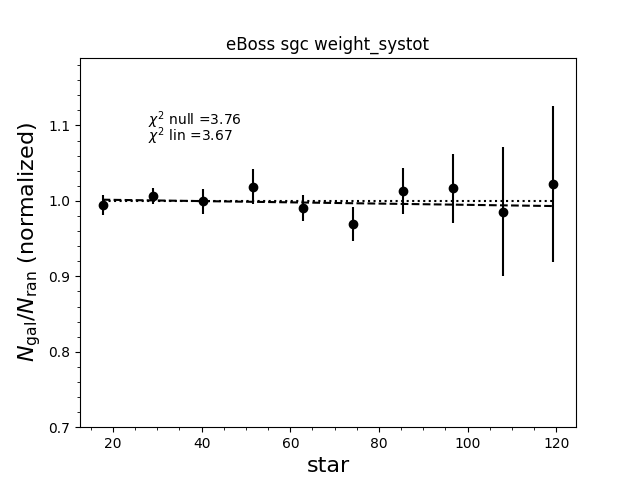 eBoss sgc weight_systot
χ² null =3.76
χ² lin =3.67
1.1
1.0
0.9
0.8
0.7
N_gal/N_ran (normalized)
20 40 60 80 100 120
star